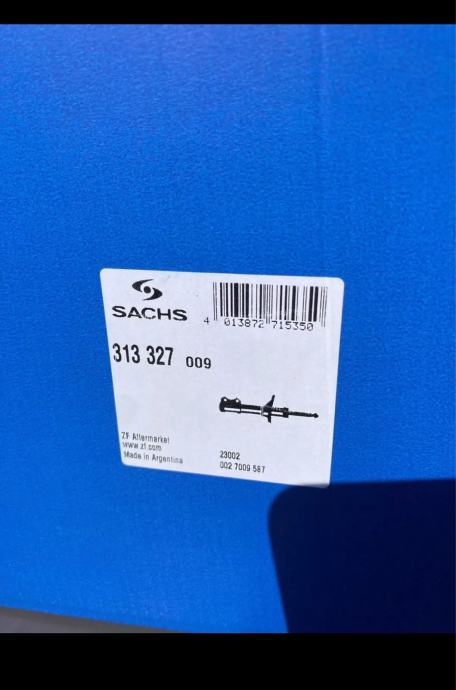 SACHS
4 013872 715350
313 327 009
ZF Aftermarket
www.zf.com
Made in Argentina
23002
002 7009 587